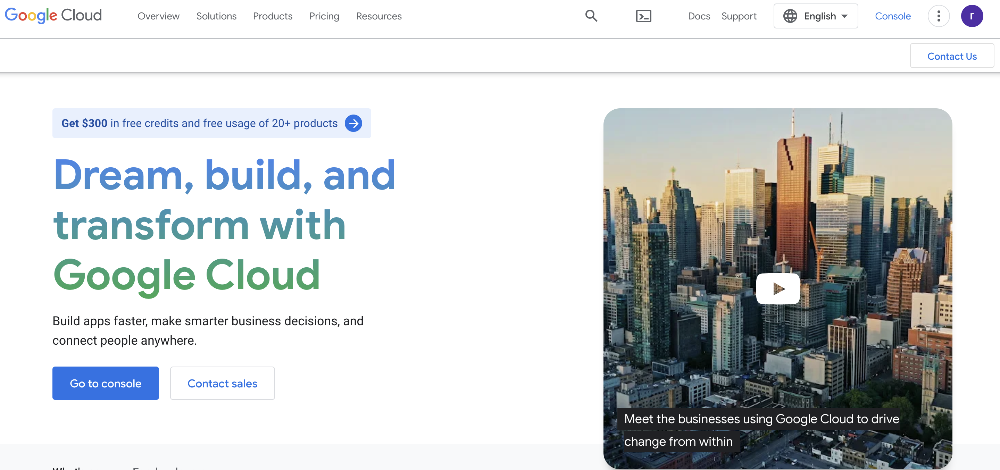 Google Cloud Overview Solutions Products Pricing Resources Docs Support English Console r
Contact Us
Get $300 in free credits and free usage of 20+ products
Dream, build, and
transform with
Google Cloud
Build apps faster, make smarter business decisions, and
connect people anywhere.
Go to console Contact sales
Meet the businesses using Google Cloud to drive
change from within